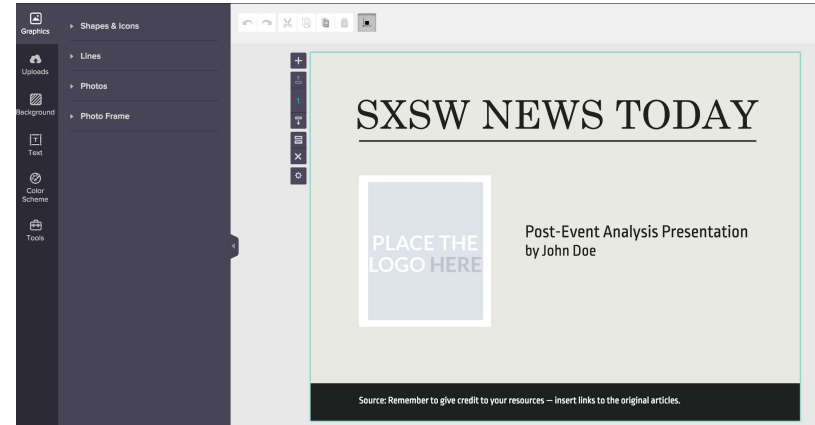 Graphics
Uploads
Background
Text
Color
Scheme
Tools
Shapes & Icons
Lines
Photos
Photo Frame
1
SXSW NEWS TODAY
PLACE THE
LOGO HERE
Post-Event Analysis Presentation
by John Doe
Source: Remember to give credit to your resources — insert links to the original articles.